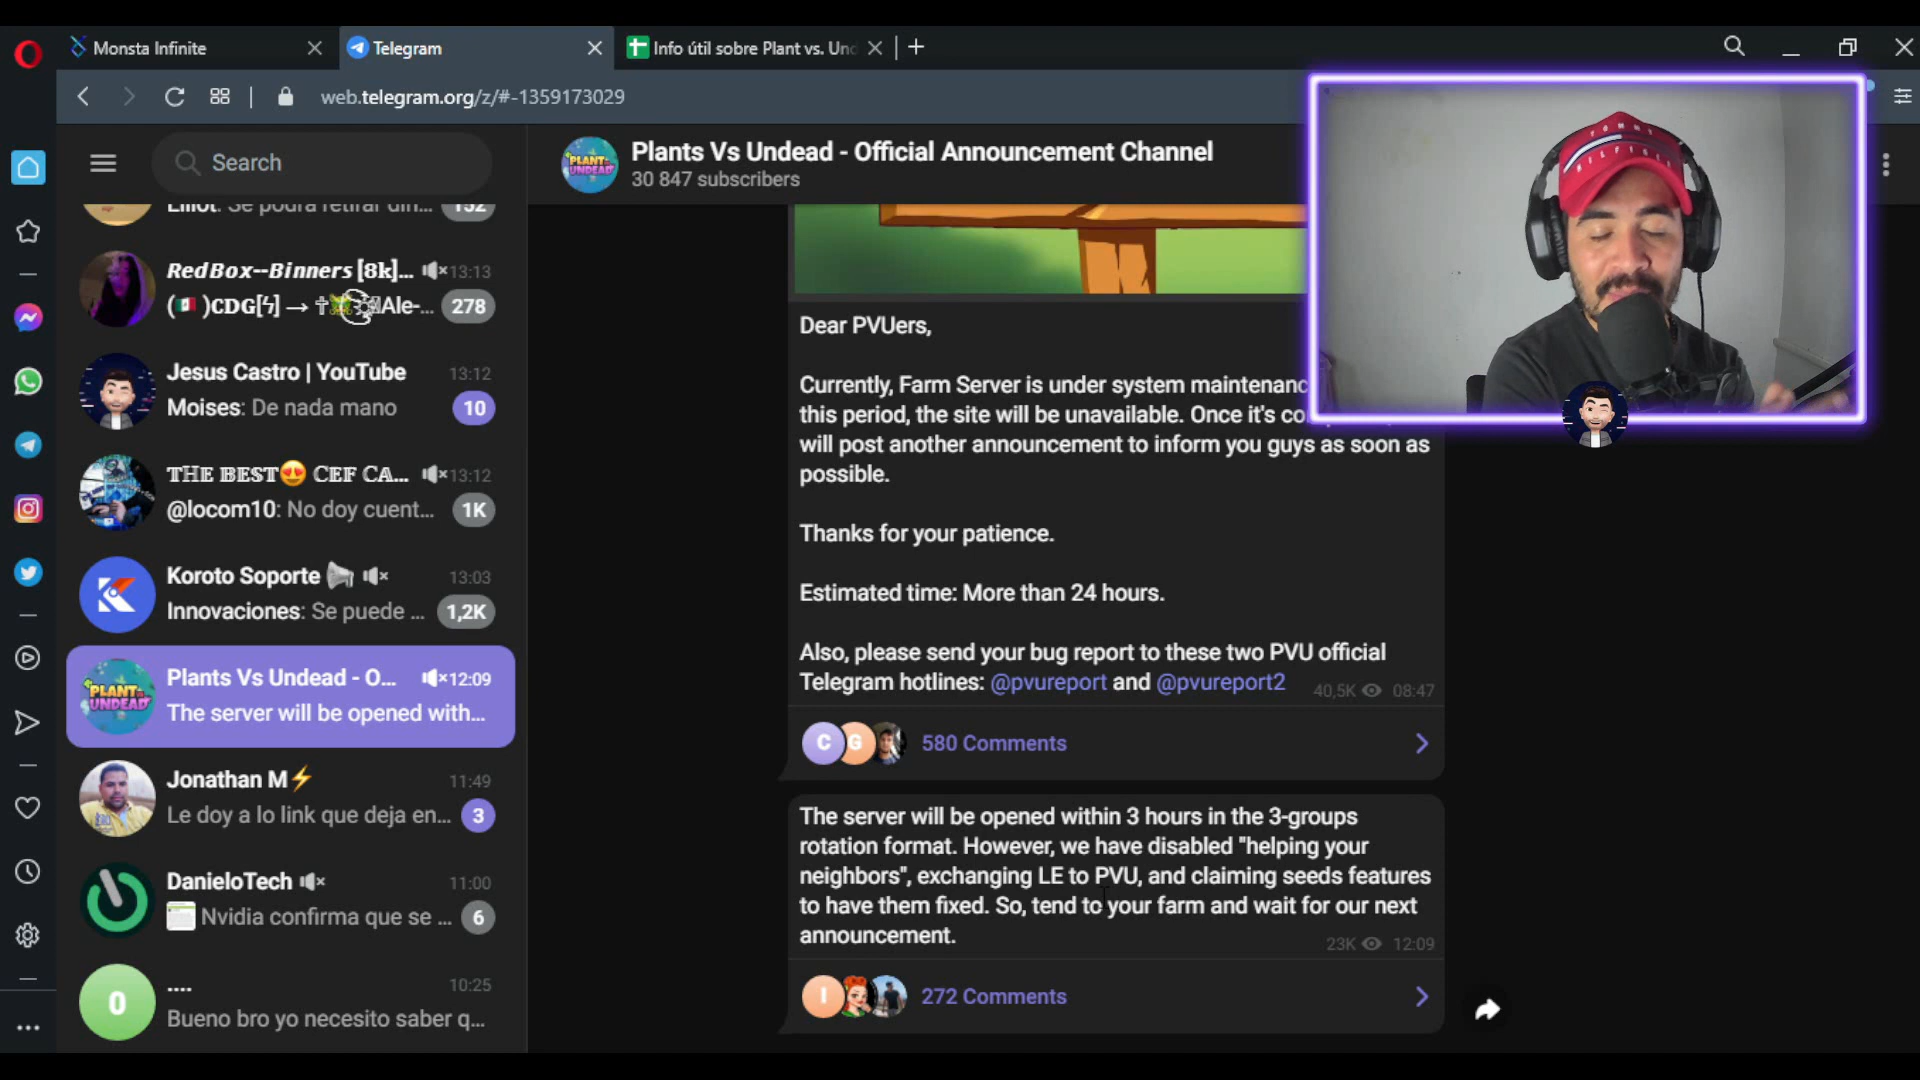 Monsta Infinite
Telegram
Info útil sobre Plant vs. Und
web.telegram.org/z/#-1359173029
Search
Plants Vs Undead - Official Announcement Channel
30 847 subscribers
152
RedBox--Binners [8k]...
13:13
278
Jesus Castro | YouTube
13:12
Moises: De nada mano
10
THE BEST😍 CEF CA...
13:12
@locom10: No doy cuent...
1K
Koroto Soporte
13:03
Innovaciones: Se puede ...
1,2K
Plants Vs Undead - O...
12:09
The server will be opened with...
Jonathan M⚡
11:49
Le doy a lo link que deja en...
3
DanieloTech
11:00
Nvidia confirma que se ...
6
0
....
10:25
Bueno bro yo necesito saber q...
Dear PVUers,
Currently, Farm Server is under system
this period, the site will be unavailable. Once it's
will post another announcement to inform you guys as soon as
possible.
Thanks for your patience.
Estimated time: More than 24 hours.
Also, please send your bug report to these two PVU official
Telegram hotlines: @pvureport and @pvureport2
40,5K 08:47
C G
580 Comments
The server will be opened within 3 hours in the 3-groups
rotation format. However, we have disabled "helping your
neighbors", exchanging LE to PVU, and claiming seeds features
to have them fixed. So, tend to your farm and wait for our next
announcement.
23K 12:09
I
272 Comments